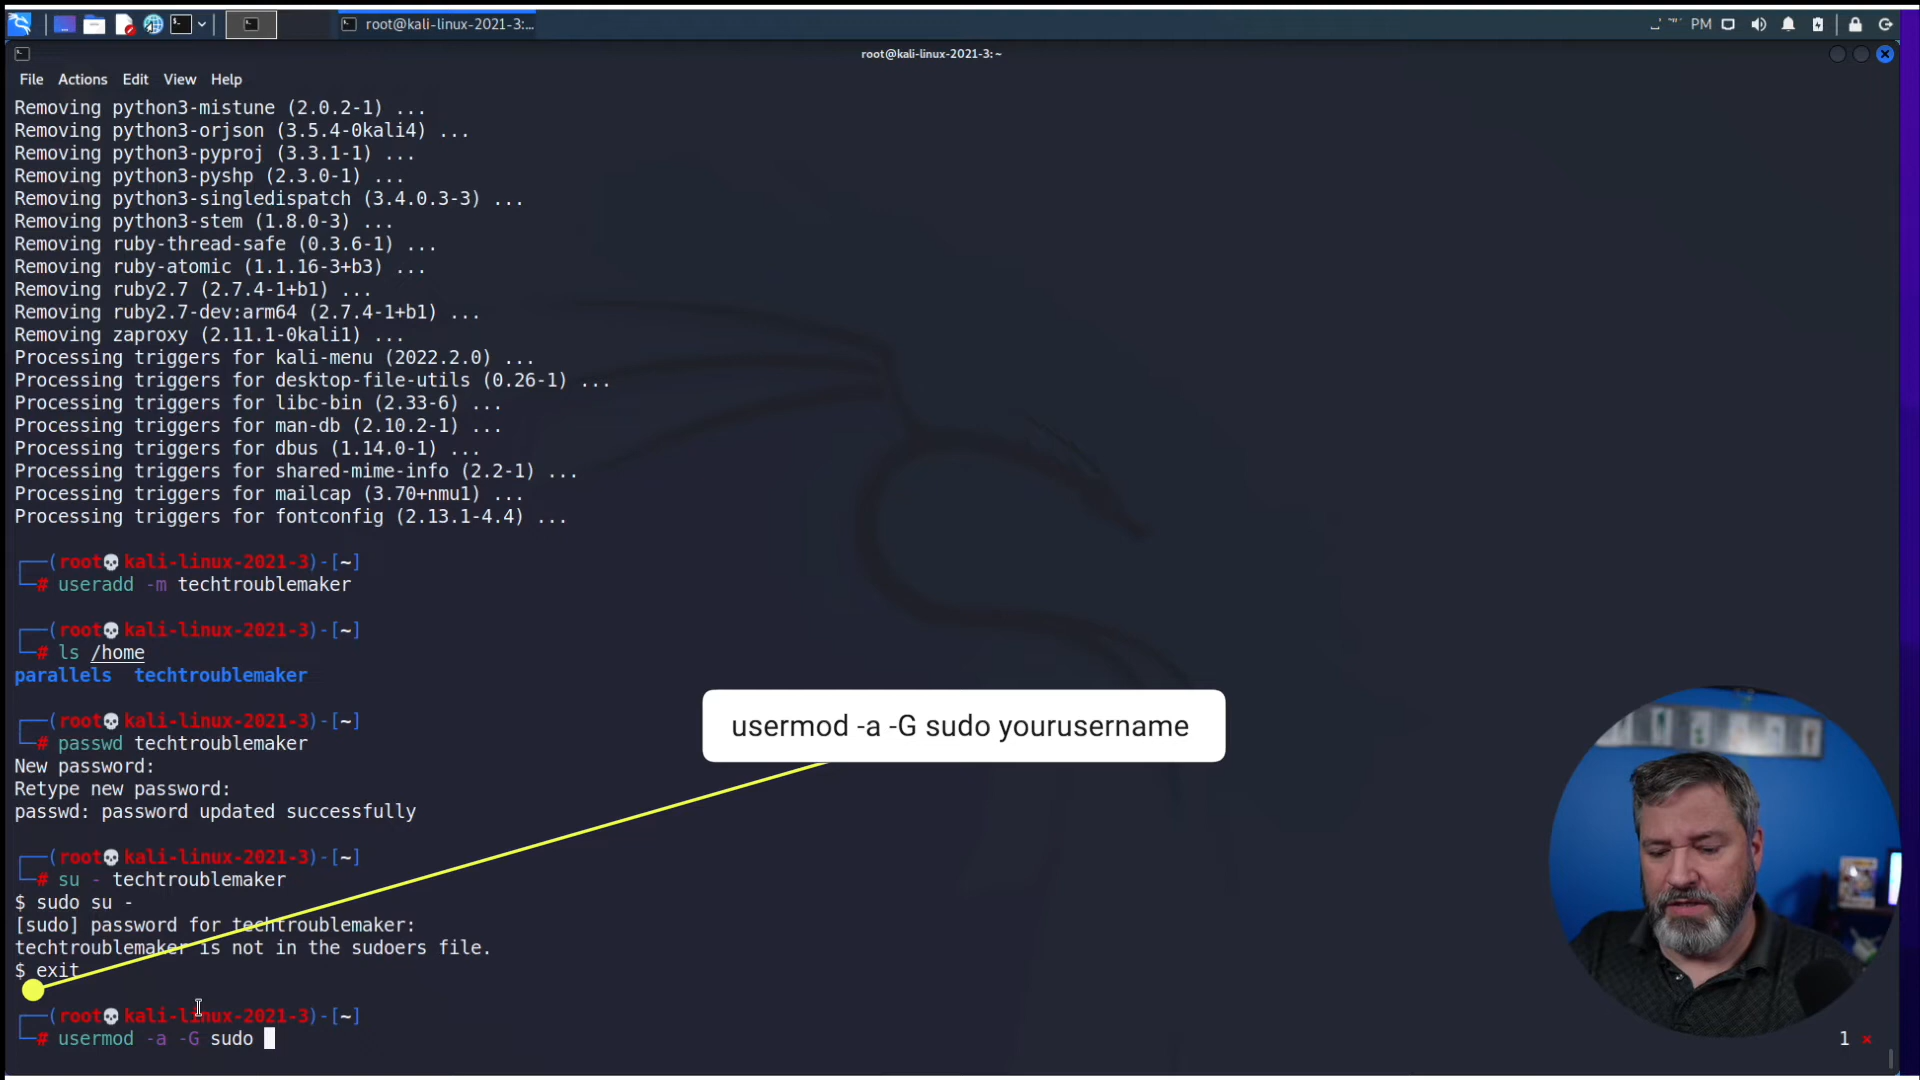 root@kali-linux-2021-3:...
PM
root@kali-linux-2021-3: ~
File Actions Edit View Help
Removing python3-mistune (2.0.2-1) ...
Removing python3-orjson (3.5.4-0kali4) ...
Removing python3-pyproj (3.3.1-1) ...
Removing python3-pyshp (2.3.0-1) ...
Removing python3-singledispatch (3.4.0.3-3) ...
Removing python3-stem (1.8.0-3) ...
Removing ruby-thread-safe (0.3.6-1) ...
Removing ruby-atomic (1.1.16-3+b3) ...
Removing ruby2.7 (2.7.4-1+b1) ...
Removing ruby2.7-dev:arm64 (2.7.4-1+b1) ...
Removing zaproxy (2.11.1-0kali1) ...
Processing triggers for kali-menu (2022.2.0) ...
Processing triggers for desktop-file-utils (0.26-1) ...
Processing triggers for libc-bin (2.33-6) ...
Processing triggers for man-db (2.10.2-1) ...
Processing triggers for dbus (1.14.0-1) ...
Processing triggers for shared-mime-info (2.2-1) ...
Processing triggers for mailcap (3.70+nmu1) ...
Processing triggers for fontconfig (2.13.1-4.4) ...
┌──(root💀kali-linux-2021-3)-[~]
└─# useradd -m techtroublemaker
┌──(root💀kali-linux-2021-3)-[~]
└─# ls /home
parallels techtroublemaker
┌──(root💀kali-linux-2021-3)-[~]
└─# passwd techtroublemaker
New password:
Retype new password:
passwd: password updated successfully
┌──(root💀kali-linux-2021-3)-[~]
└─# su - techtroublemaker
$ sudo su -
[sudo] password for techtroublemaker:
techtroublemaker is not in the sudoers file.
$ exit
┌──(root💀kali-linux-2021-3)-[~]
└─# usermod -a -G sudo
1 ×
usermod -a -G sudo yourusername